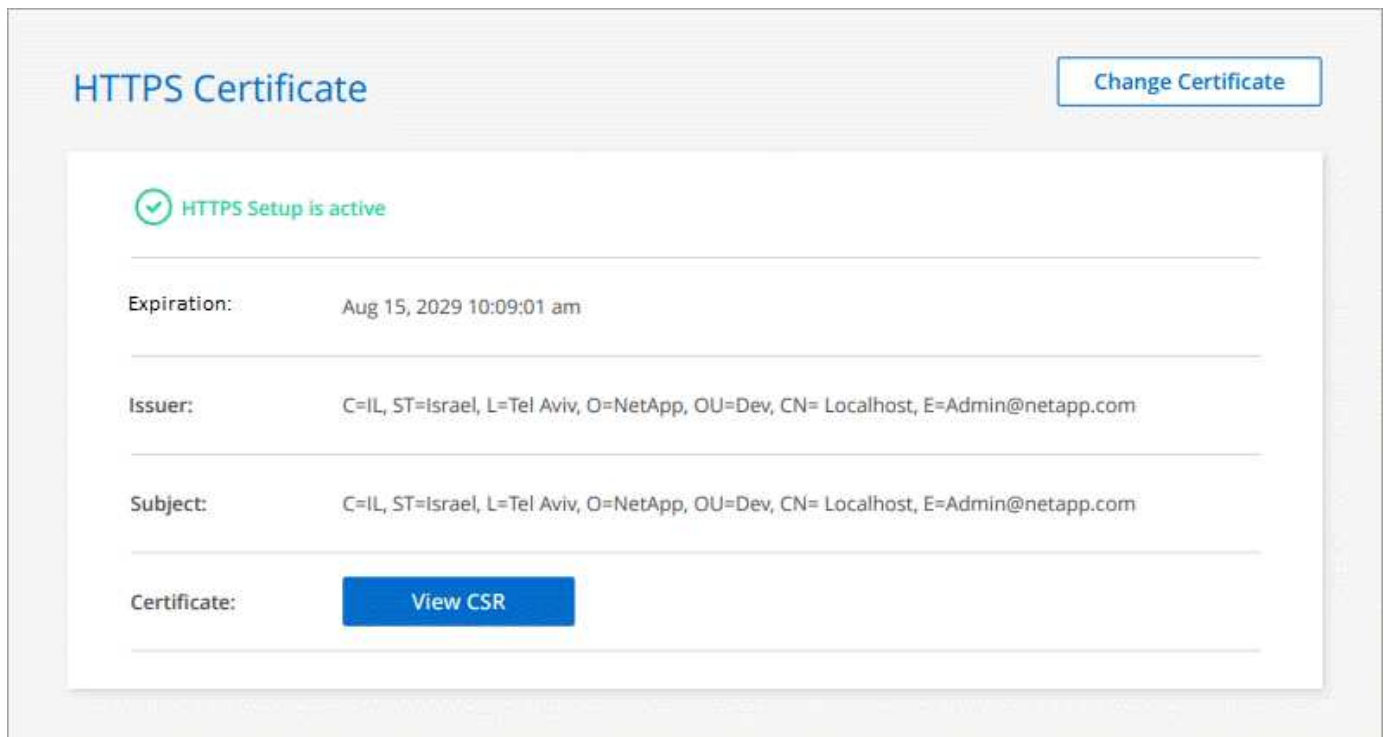 HTTPS Certificate
Change Certificate
HTTPS Setup is active
Expiration: Aug 15, 2029 10:09:01 am
Issuer: C=IL, ST=Israel, L=Tel Aviv, O=NetApp, OU=Dev, CN= Localhost, E=Admin@netapp.com
Subject: C=IL, ST=Israel, L=Tel Aviv, O=NetApp, OU=Dev, CN= Localhost, E=Admin@netapp.com
Certificate: View CSR